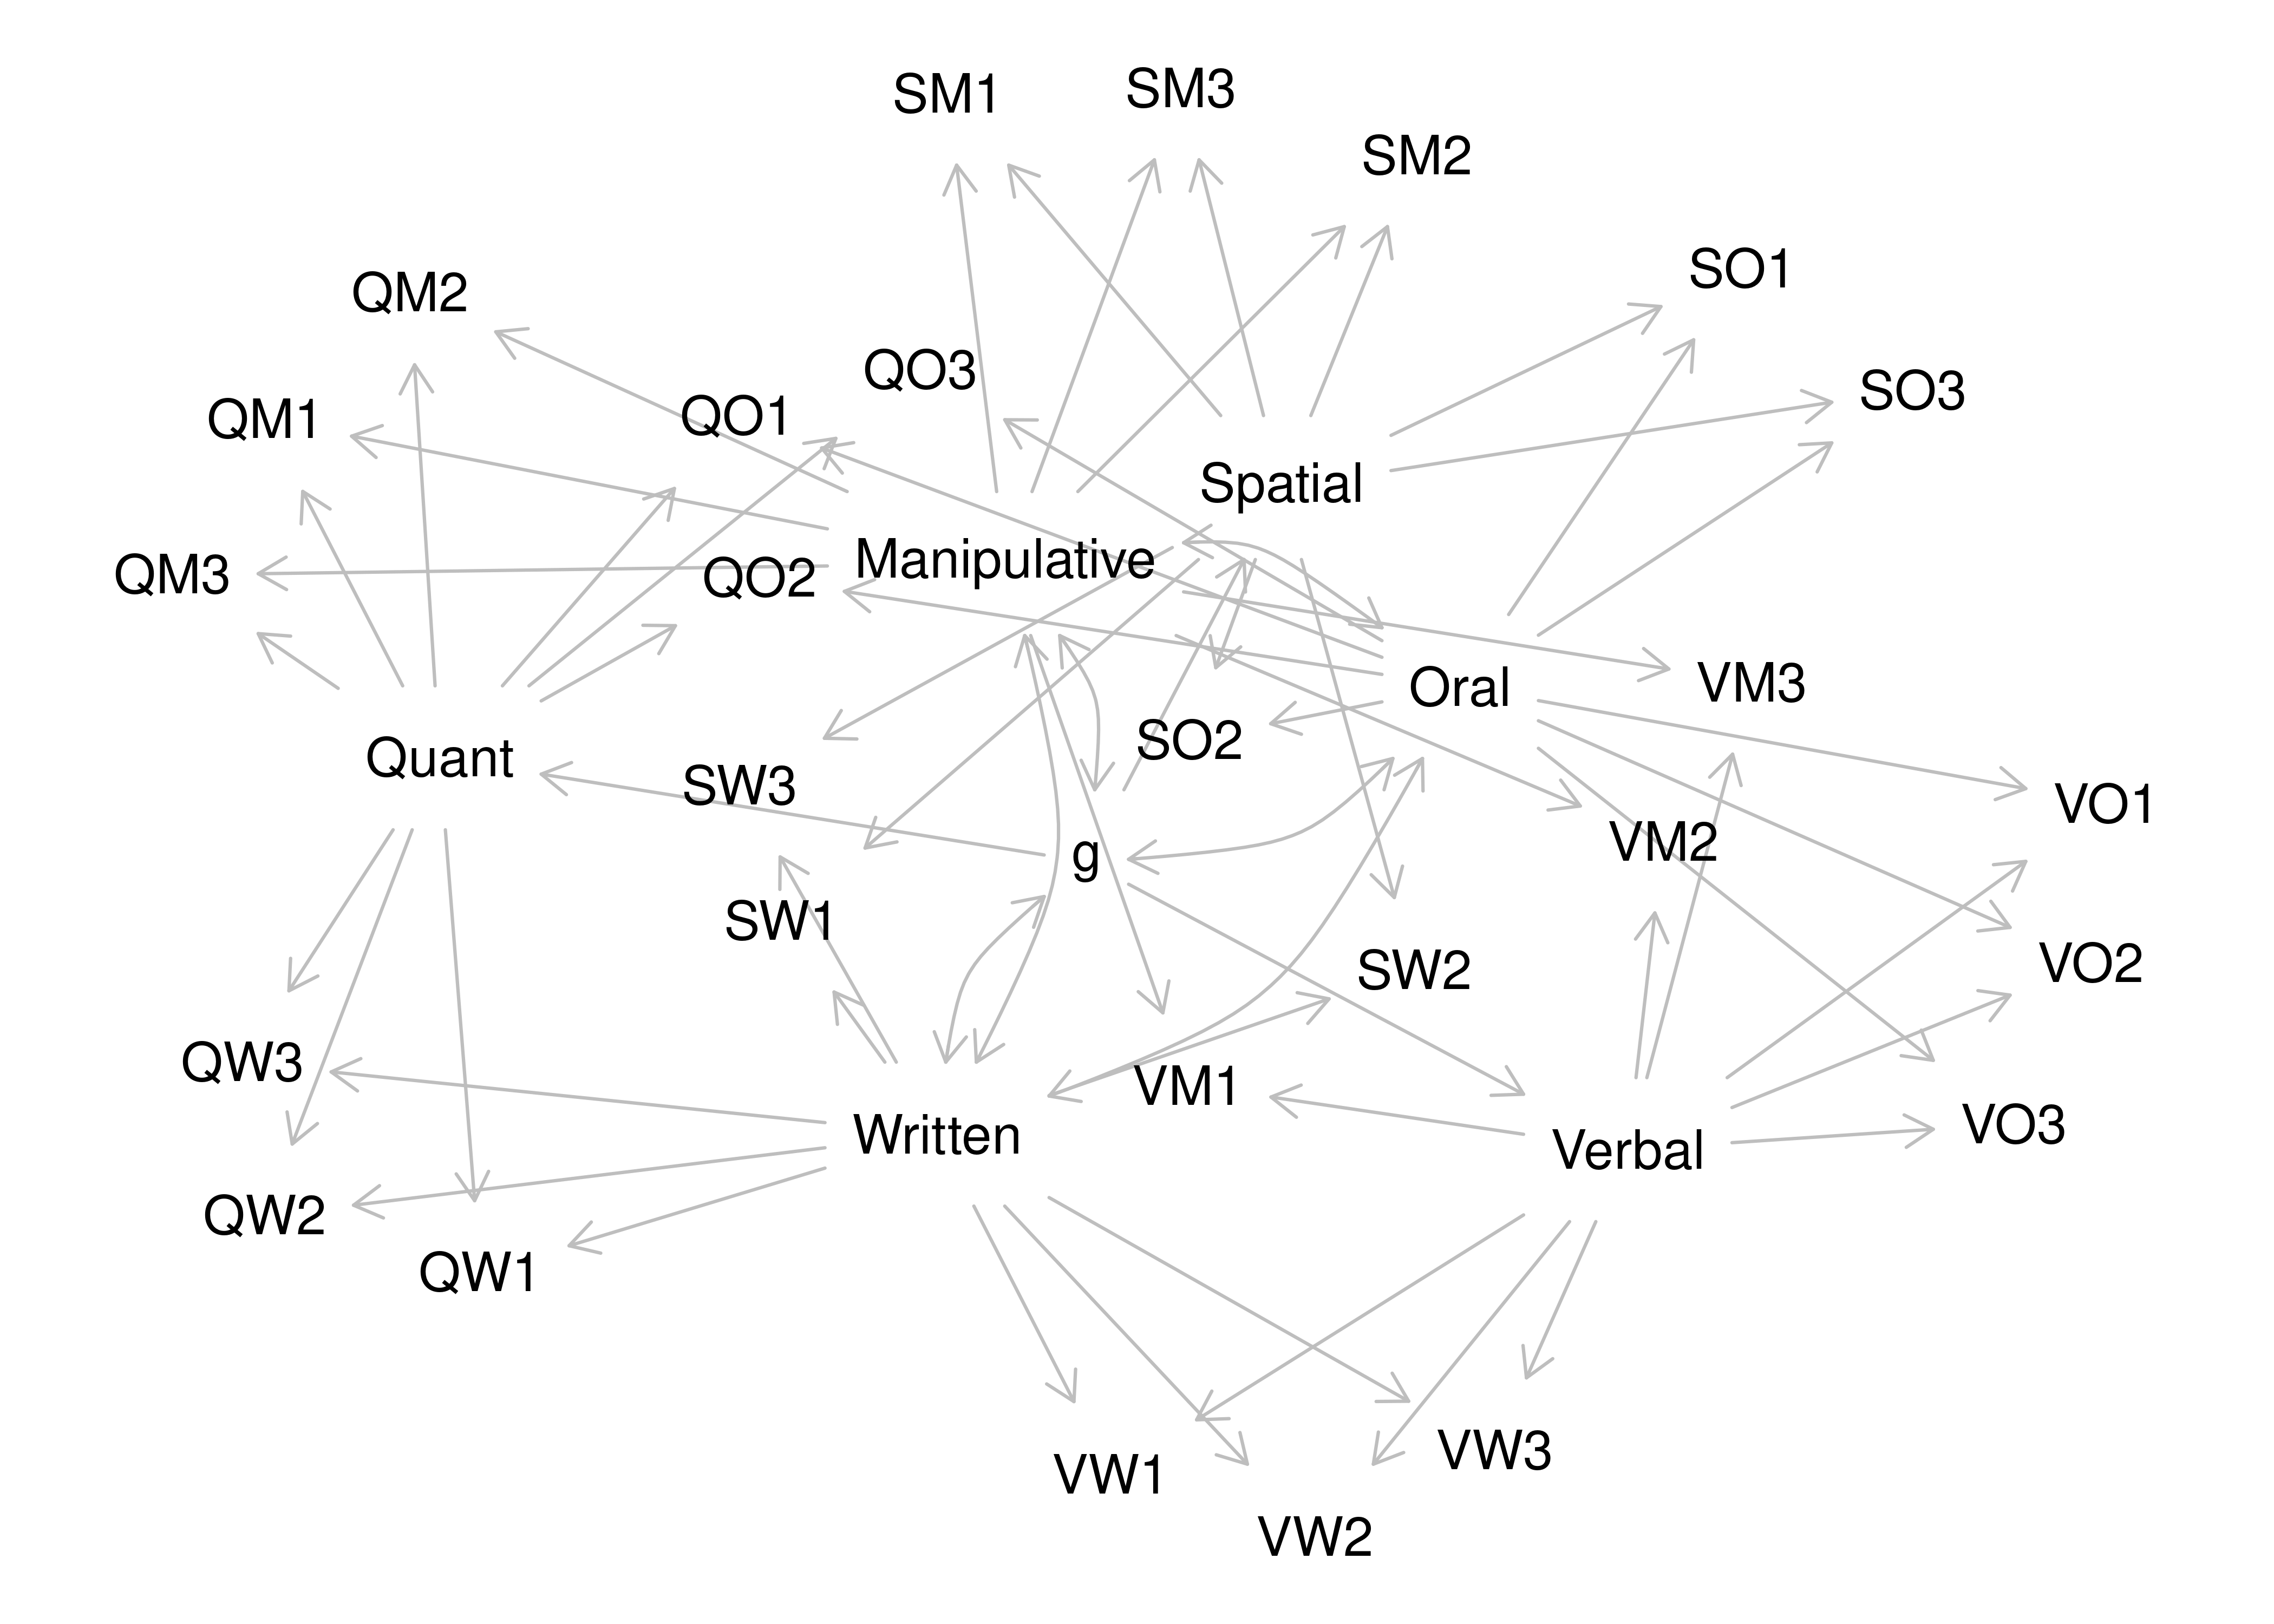 SM1
SM3
SM2
SO1
QM2
QO3
SO3
QO1
QM1
Spatial
Manipulative
QM3
QO2
VM3
Oral
SO2
Quant
SW3
VO1
VM2
g
SW1
VO2
SW2
QW3
VM1
VO3
Written
Verbal
QW2
QW1
VW3
VW1
VW2